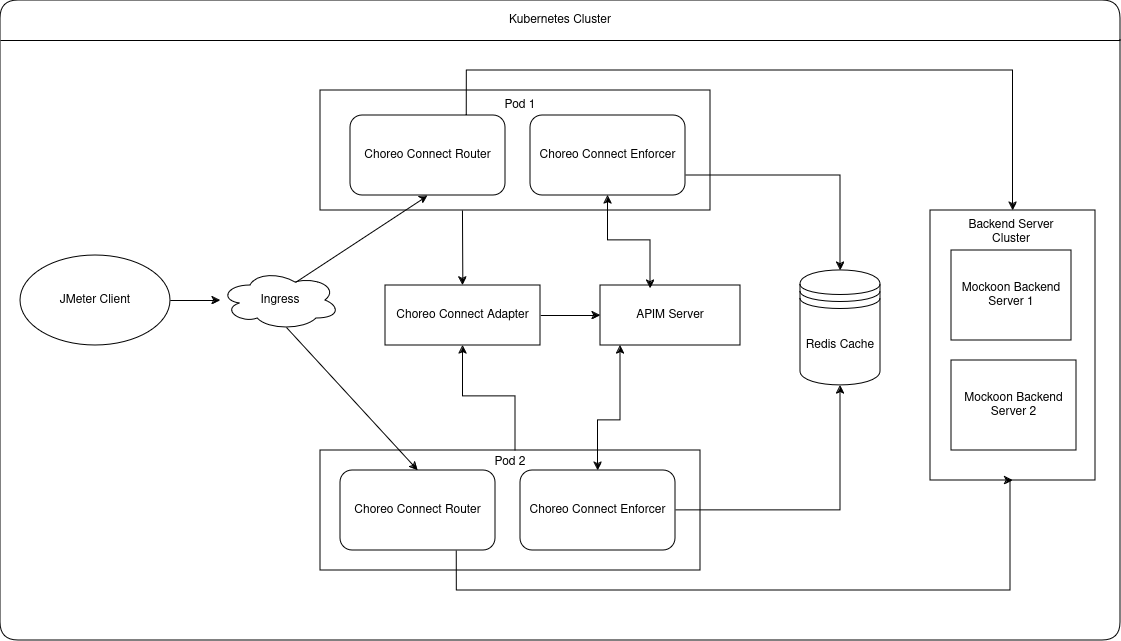 Kubernetes Cluster
Pod 1
Choreo Connect Router
Choreo Connect Enforcer
Backend Server
Cluster
Mockoon Backend
Server 1
JMeter Client
Ingress
Choreo Connect Adapter
APIM Server
Redis Cache
Mockoon Backend
Server 2
Pod 2
Choreo Connect Router
Choreo Connect Enforcer